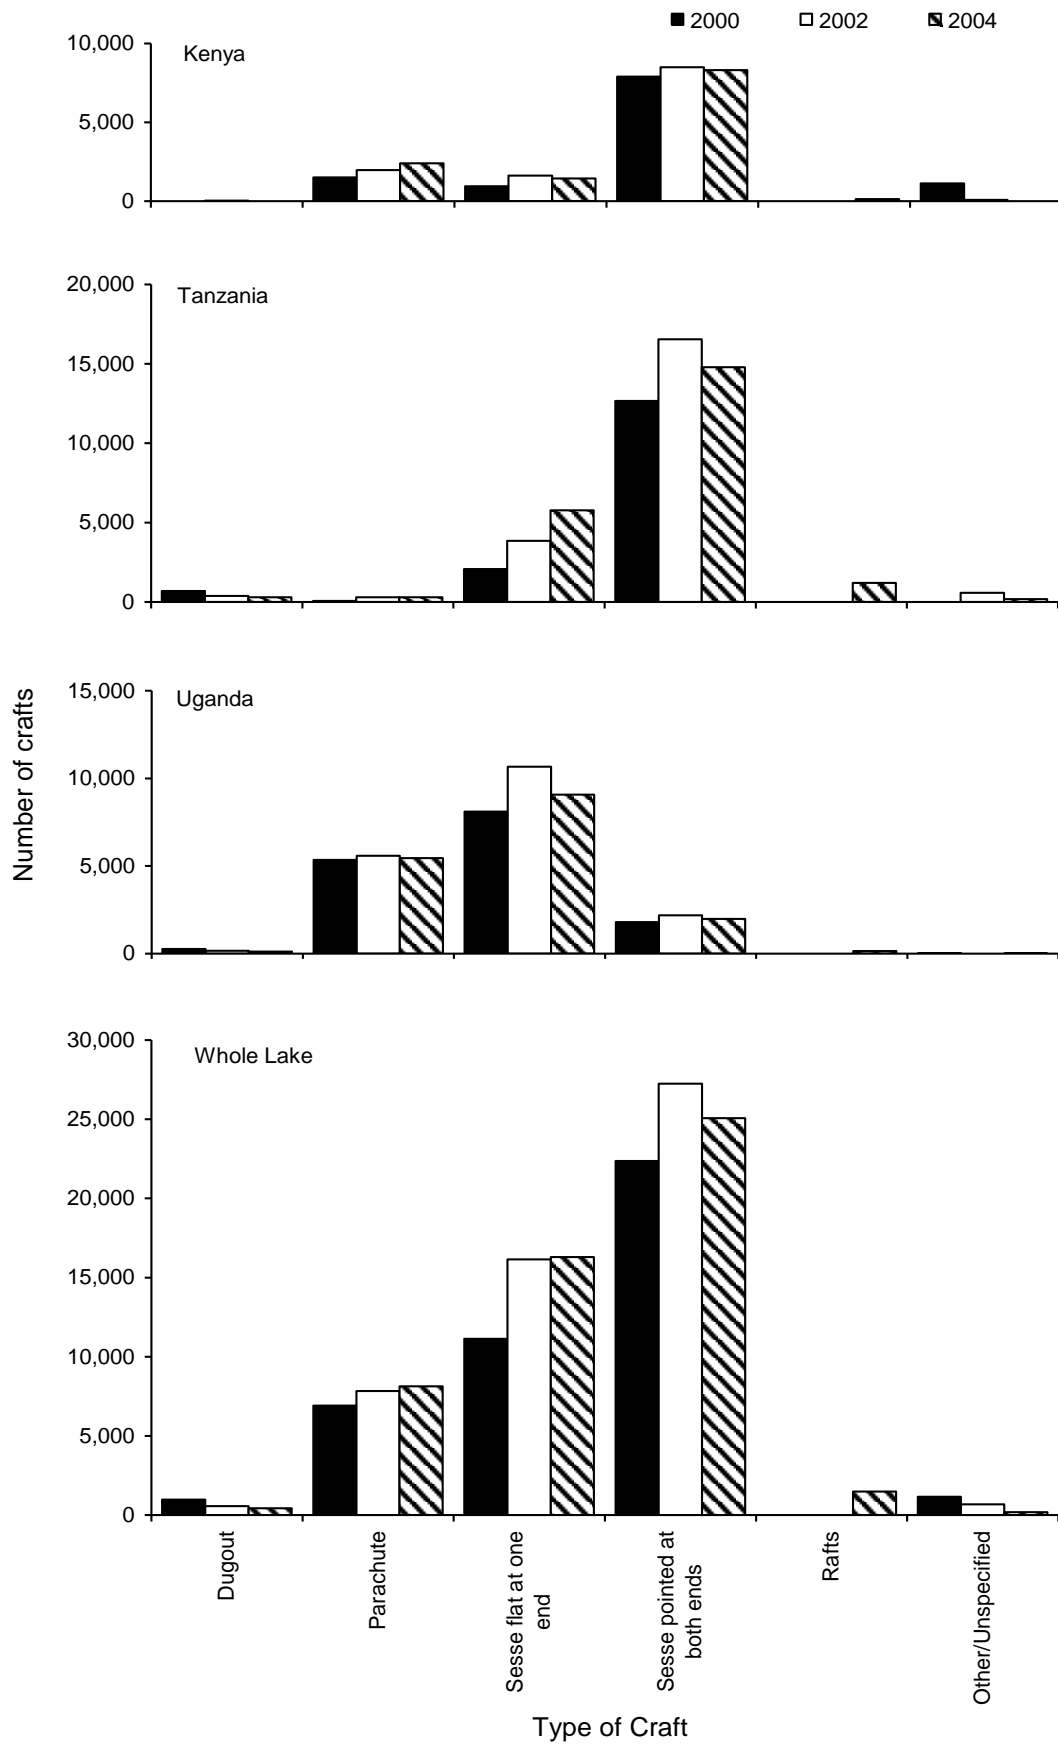 2000 2002 2004
Kenya
10,000
5,000
0
Tanzania
20,000
15,000
10,000
5,000
0
Uganda
15,000
10,000
5,000
0
Whole Lake
30,000
25,000
20,000
15,000
10,000
5,000
0
Number of crafts
Dugout
Parachute
Sesse flat at one
end
Sesse pointed at
both ends
Rafts
Other/Unspecified
Type of Craft